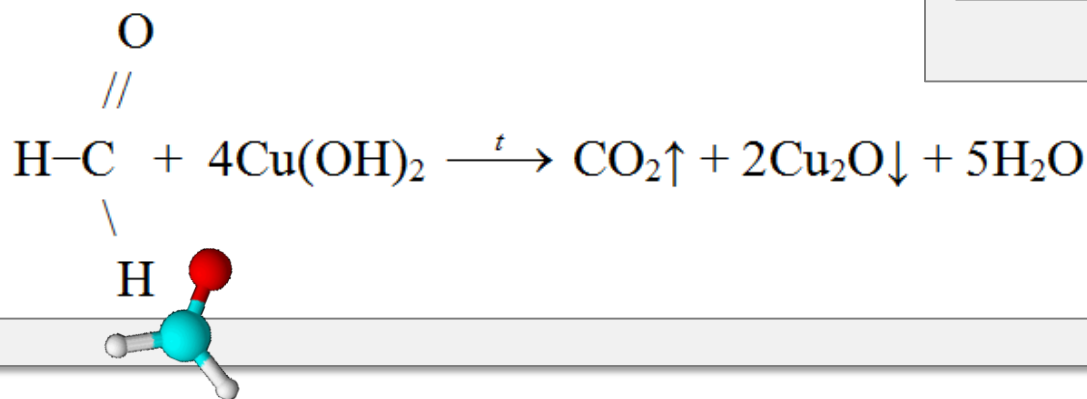 O
//
H−C + 4Cu(OH)₂ —t→ CO₂↑ + 2Cu₂O↓ + 5H₂O
\
H